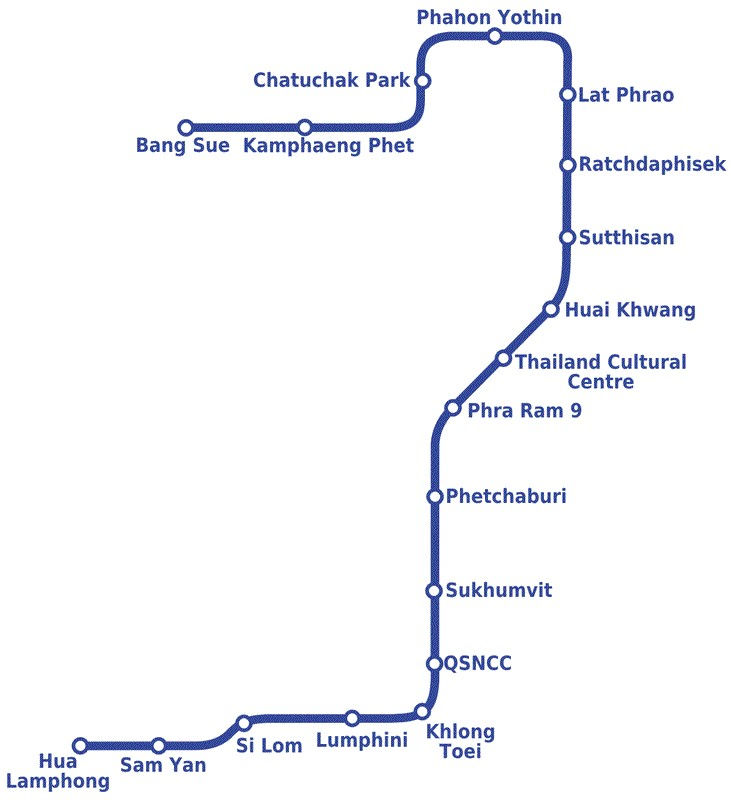 Phahon Yothin
Chatuchak Park
Lat Phrao
Bang Sue
Kamphaeng Phet
Ratchdaphisek
Sutthisan
Huai Khwang
Thailand Cultural
Centre
Phra Ram 9
Phetchaburi
Sukhumvit
QSNCC
Khlong
Toei
Lumphini
Si Lom
Sam Yan
Hua
Lamphong